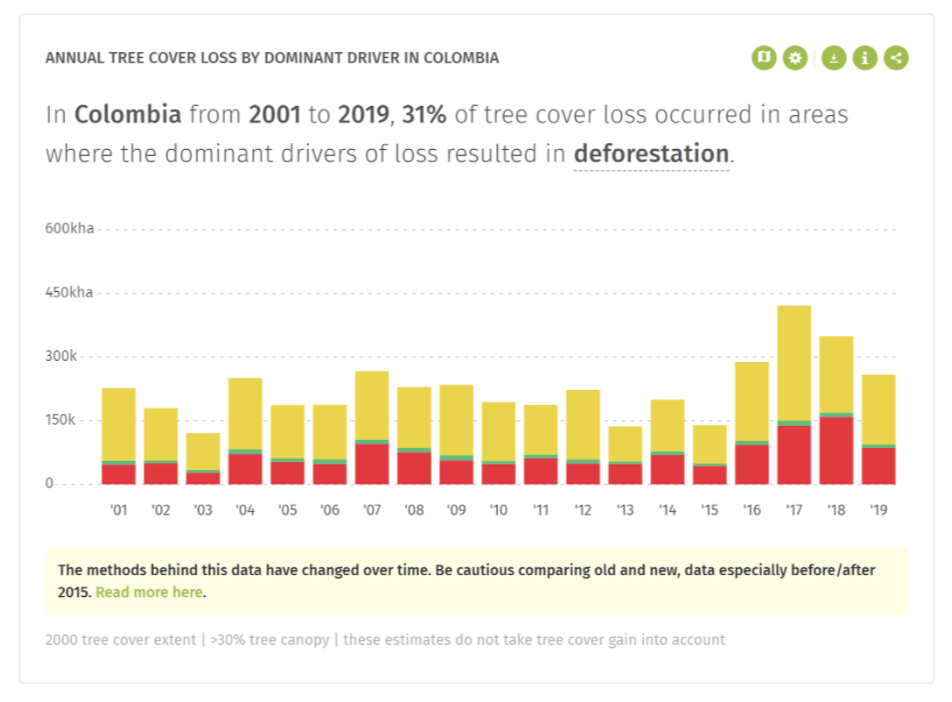 ANNUAL TREE COVER LOSS BY DOMINANT DRIVER IN COLOMBIA
In Colombia from 2001 to 2019, 31% of tree cover loss occurred in areas
where the dominant drivers of loss resulted in deforestation.
600kha
450kha
300k
150k
0
'01 '02 '03 '04 '05 '06 '07 '08 '09 '10 '11 '12 '13 '14 '15 '16 '17 '18 '19
The methods behind this data have changed over time. Be cautious comparing old and new, data especially before/after
2015. Read more here.
2000 tree cover extent | >30% tree canopy | these estimates do not take tree cover gain into account